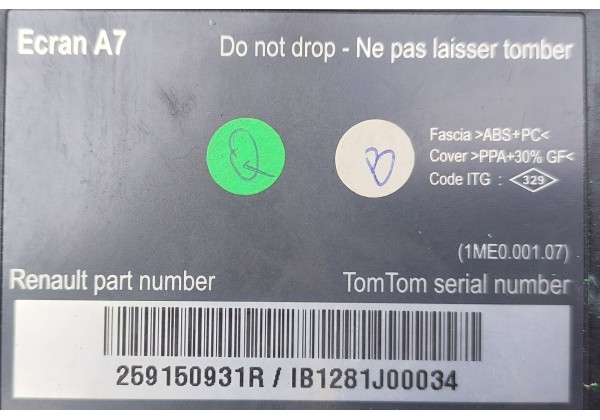 Ecran A7
Do not drop - Ne pas laisser tomber
Fascia >ABS+PC<
Cover >PPA+30% GF<
Code ITG : 329
(1ME0.001.07)
Renault part number
TomTom serial number
259150931R / IB1281J00034